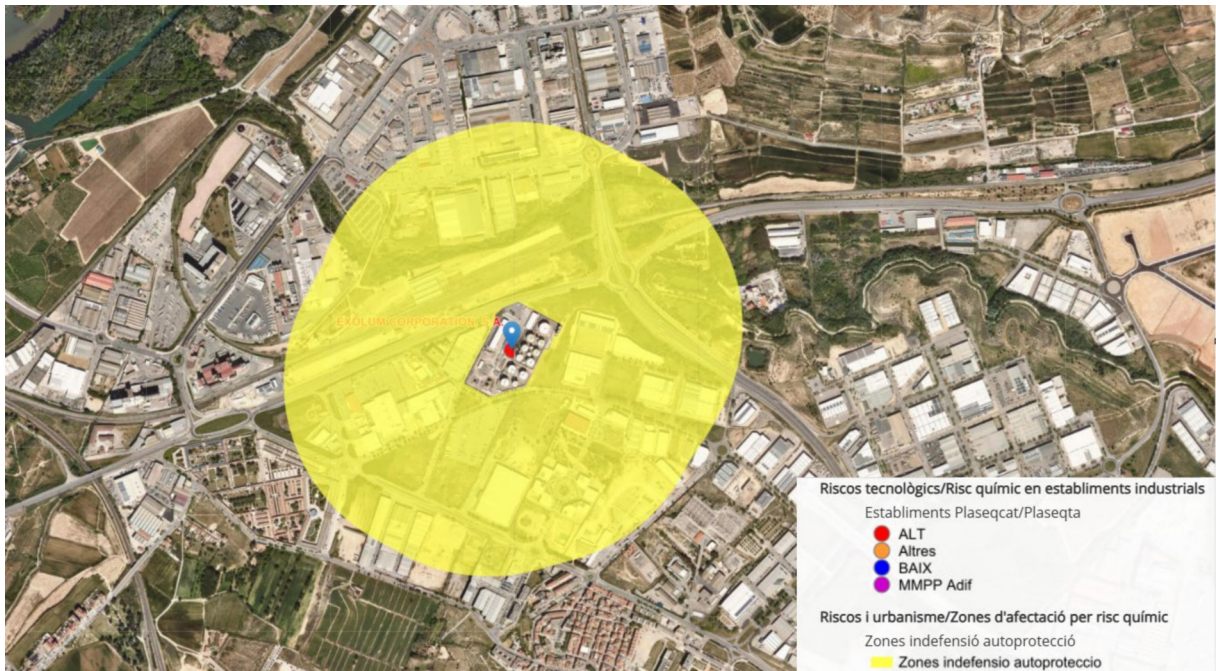 EXOLUM CORPORATION S.A.
Riscos tecnològics/Risc químic en establiments industrials
Establiments Plaseqcat/Plaseqta
ALT
Altres
BAIX
MMPP Adif
Riscos i urbanisme/Zones d'afectació per risc químic
Zones indefensió autoprotecció
Zones indefensio autoproteccio